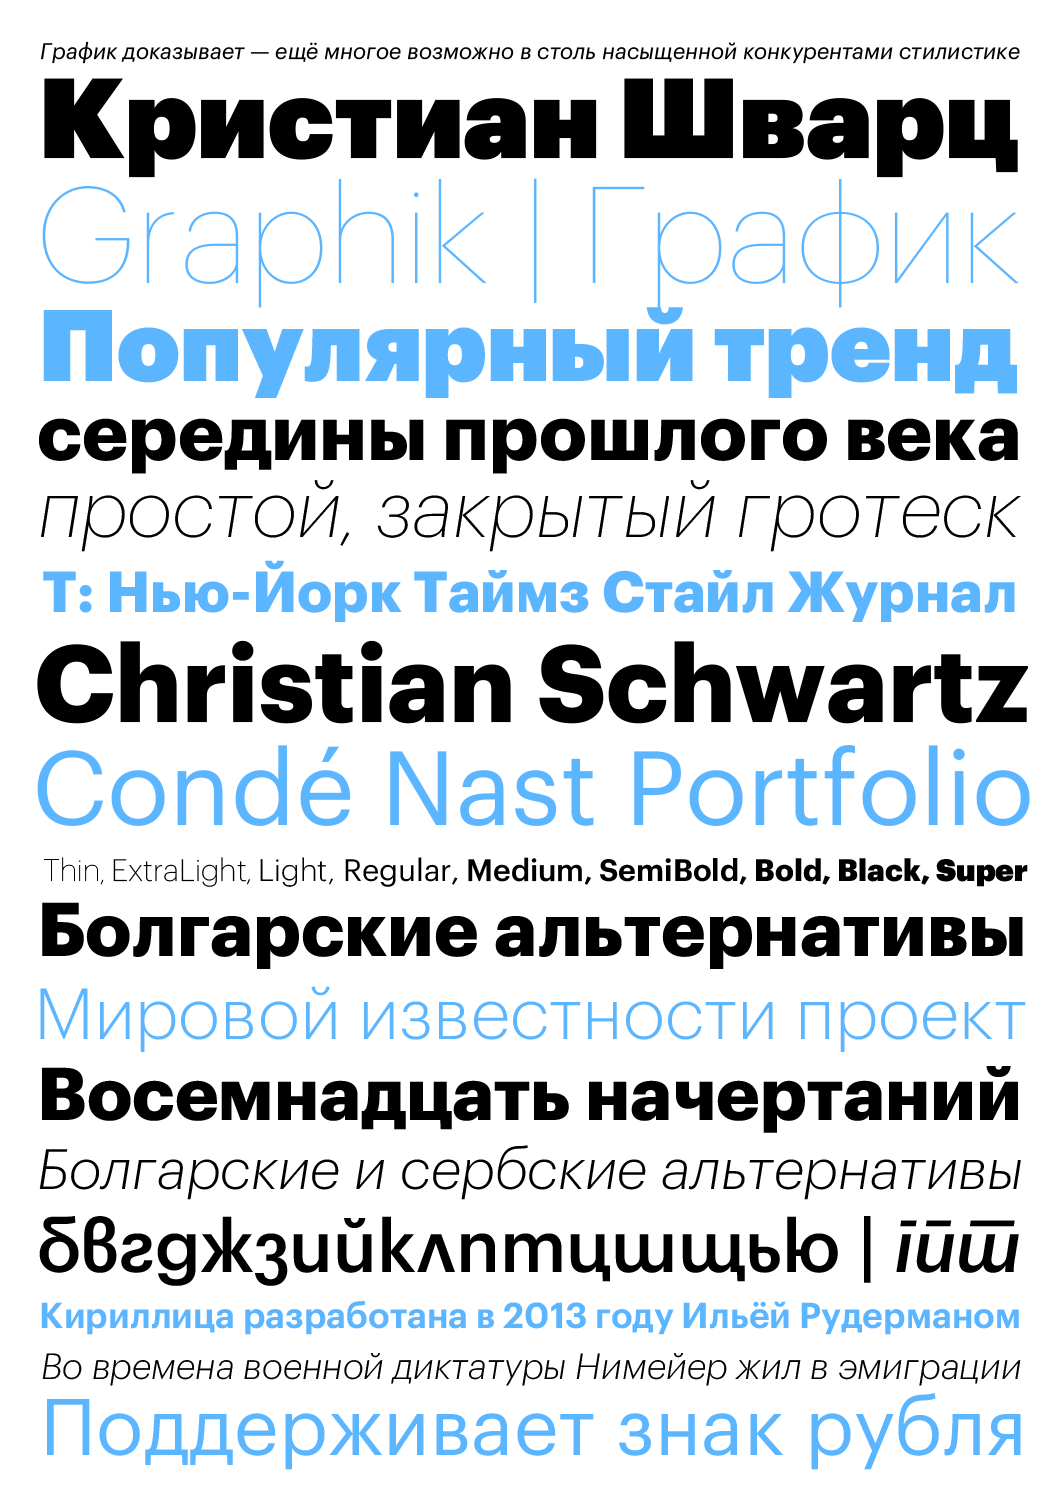 График доказывает — ещё многое возможно в столь насыщенной конкурентами стилистике
Кристиан Шварц
Graphik | График
Популярный тренд
середины прошлого века
простой, закрытый гротеск
Т: Нью-Йорк Таймз Стайл Журнал
Christian Schwartz
Condé Nast Portfolio
Thin, ExtraLight, Light, Regular, Medium, SemiBold, Bold, Black, Super
Болгарские альтернативы
Мировой известности проект
Восемнадцать начертаний
Болгарские и сербские альтернативы
бвгджзийклптцшщью | гпт
Кириллица разработана в 2013 году Ильёй Рудерманом
Во времена военной диктатуры Нимейер жил в эмиграции
Поддерживает знак рубля